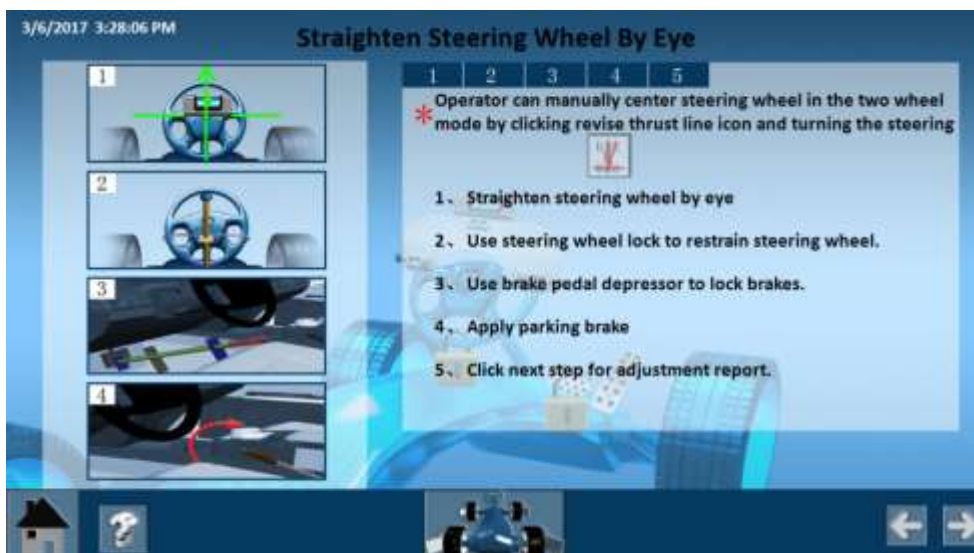 3/6/2017 3:28:06 PM
Straighten Steering Wheel By Eye
1
2
3
4
1 2 3 4 5
*Operator can manually center steering wheel in the two wheel
mode by clicking revise thrust line icon and turning the steering
1、 Straighten steering wheel by eye
2、 Use steering wheel lock to restrain steering wheel.
3、 Use brake pedal depressor to lock brakes.
4、 Apply parking brake
5、 Click next step for adjustment report.
?